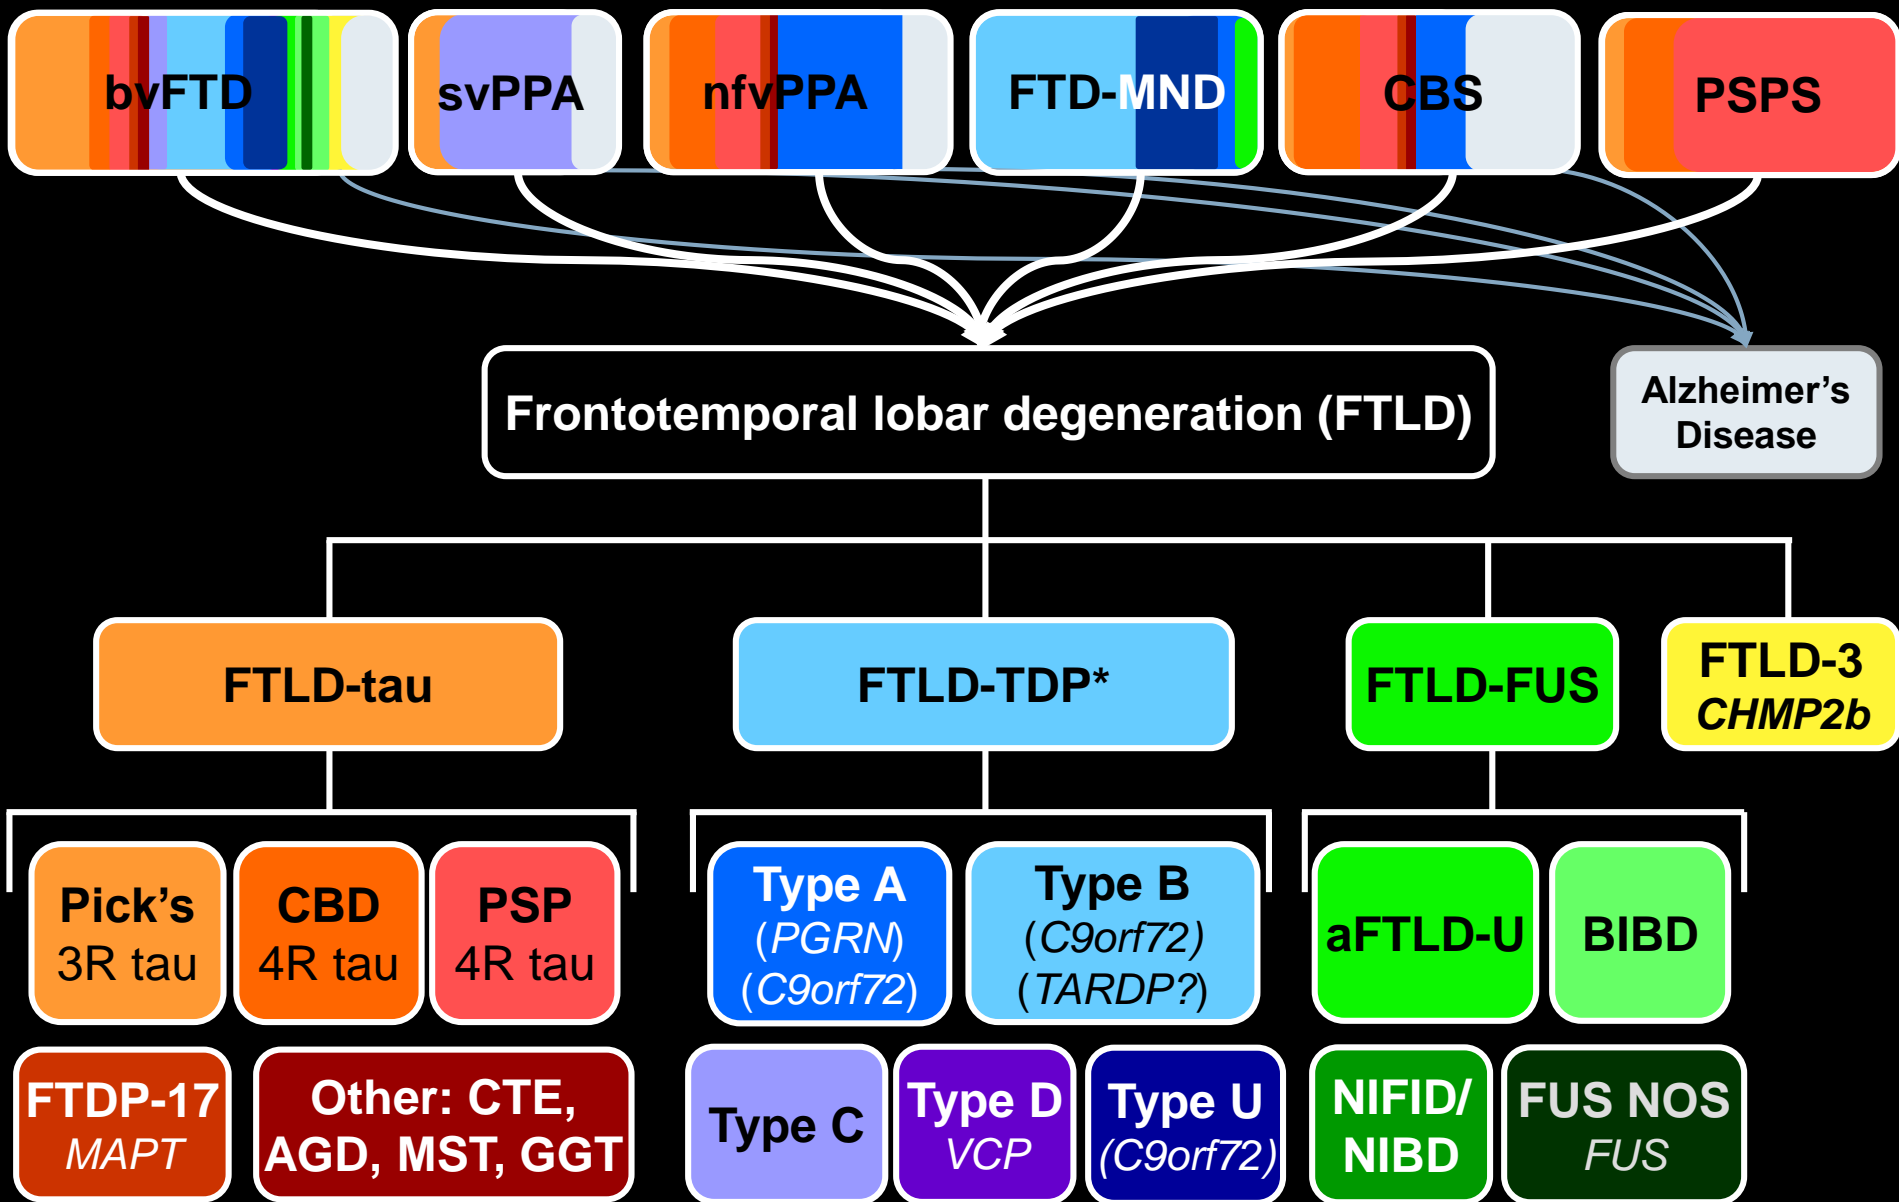 bvFTD
svPPA
nfvPPA
FTD-MND
CBS
PSPS
Frontotemporal lobar degeneration (FTLD)
Alzheimer's
Disease
FTLD-tau
FTLD-TDP*
FTLD-FUS
FTLD-3
CHMP2b
Pick's
3R tau
CBD
4R tau
PSP
4R tau
Type A
(PGRN)
(C9orf72)
Type B
(C9orf72)
(TARDP?)
aFTLD-U
BIBD
FTDP-17
MAPT
Other: CTE,
AGD, MST, GGT
Type C
Type D
VCP
Type U
(C9orf72)
NIFID/
NIBD
FUS NOS
FUS